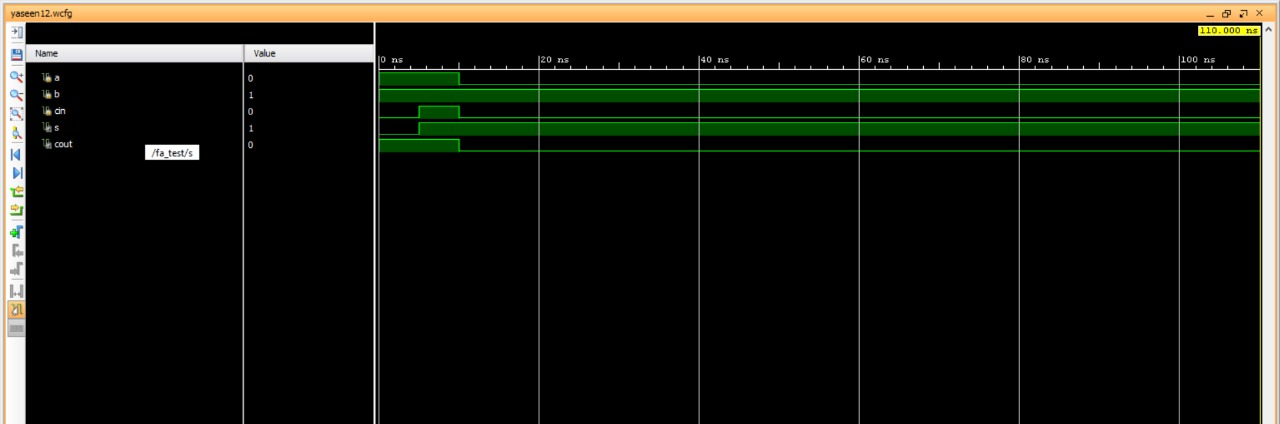 yaseen12.wcfg
110.000 ns
Name Value
0 ns 20 ns 40 ns 60 ns 80 ns 100 ns
a 0
b 1
cin 0
s 1
cout 0
/fa_test/s